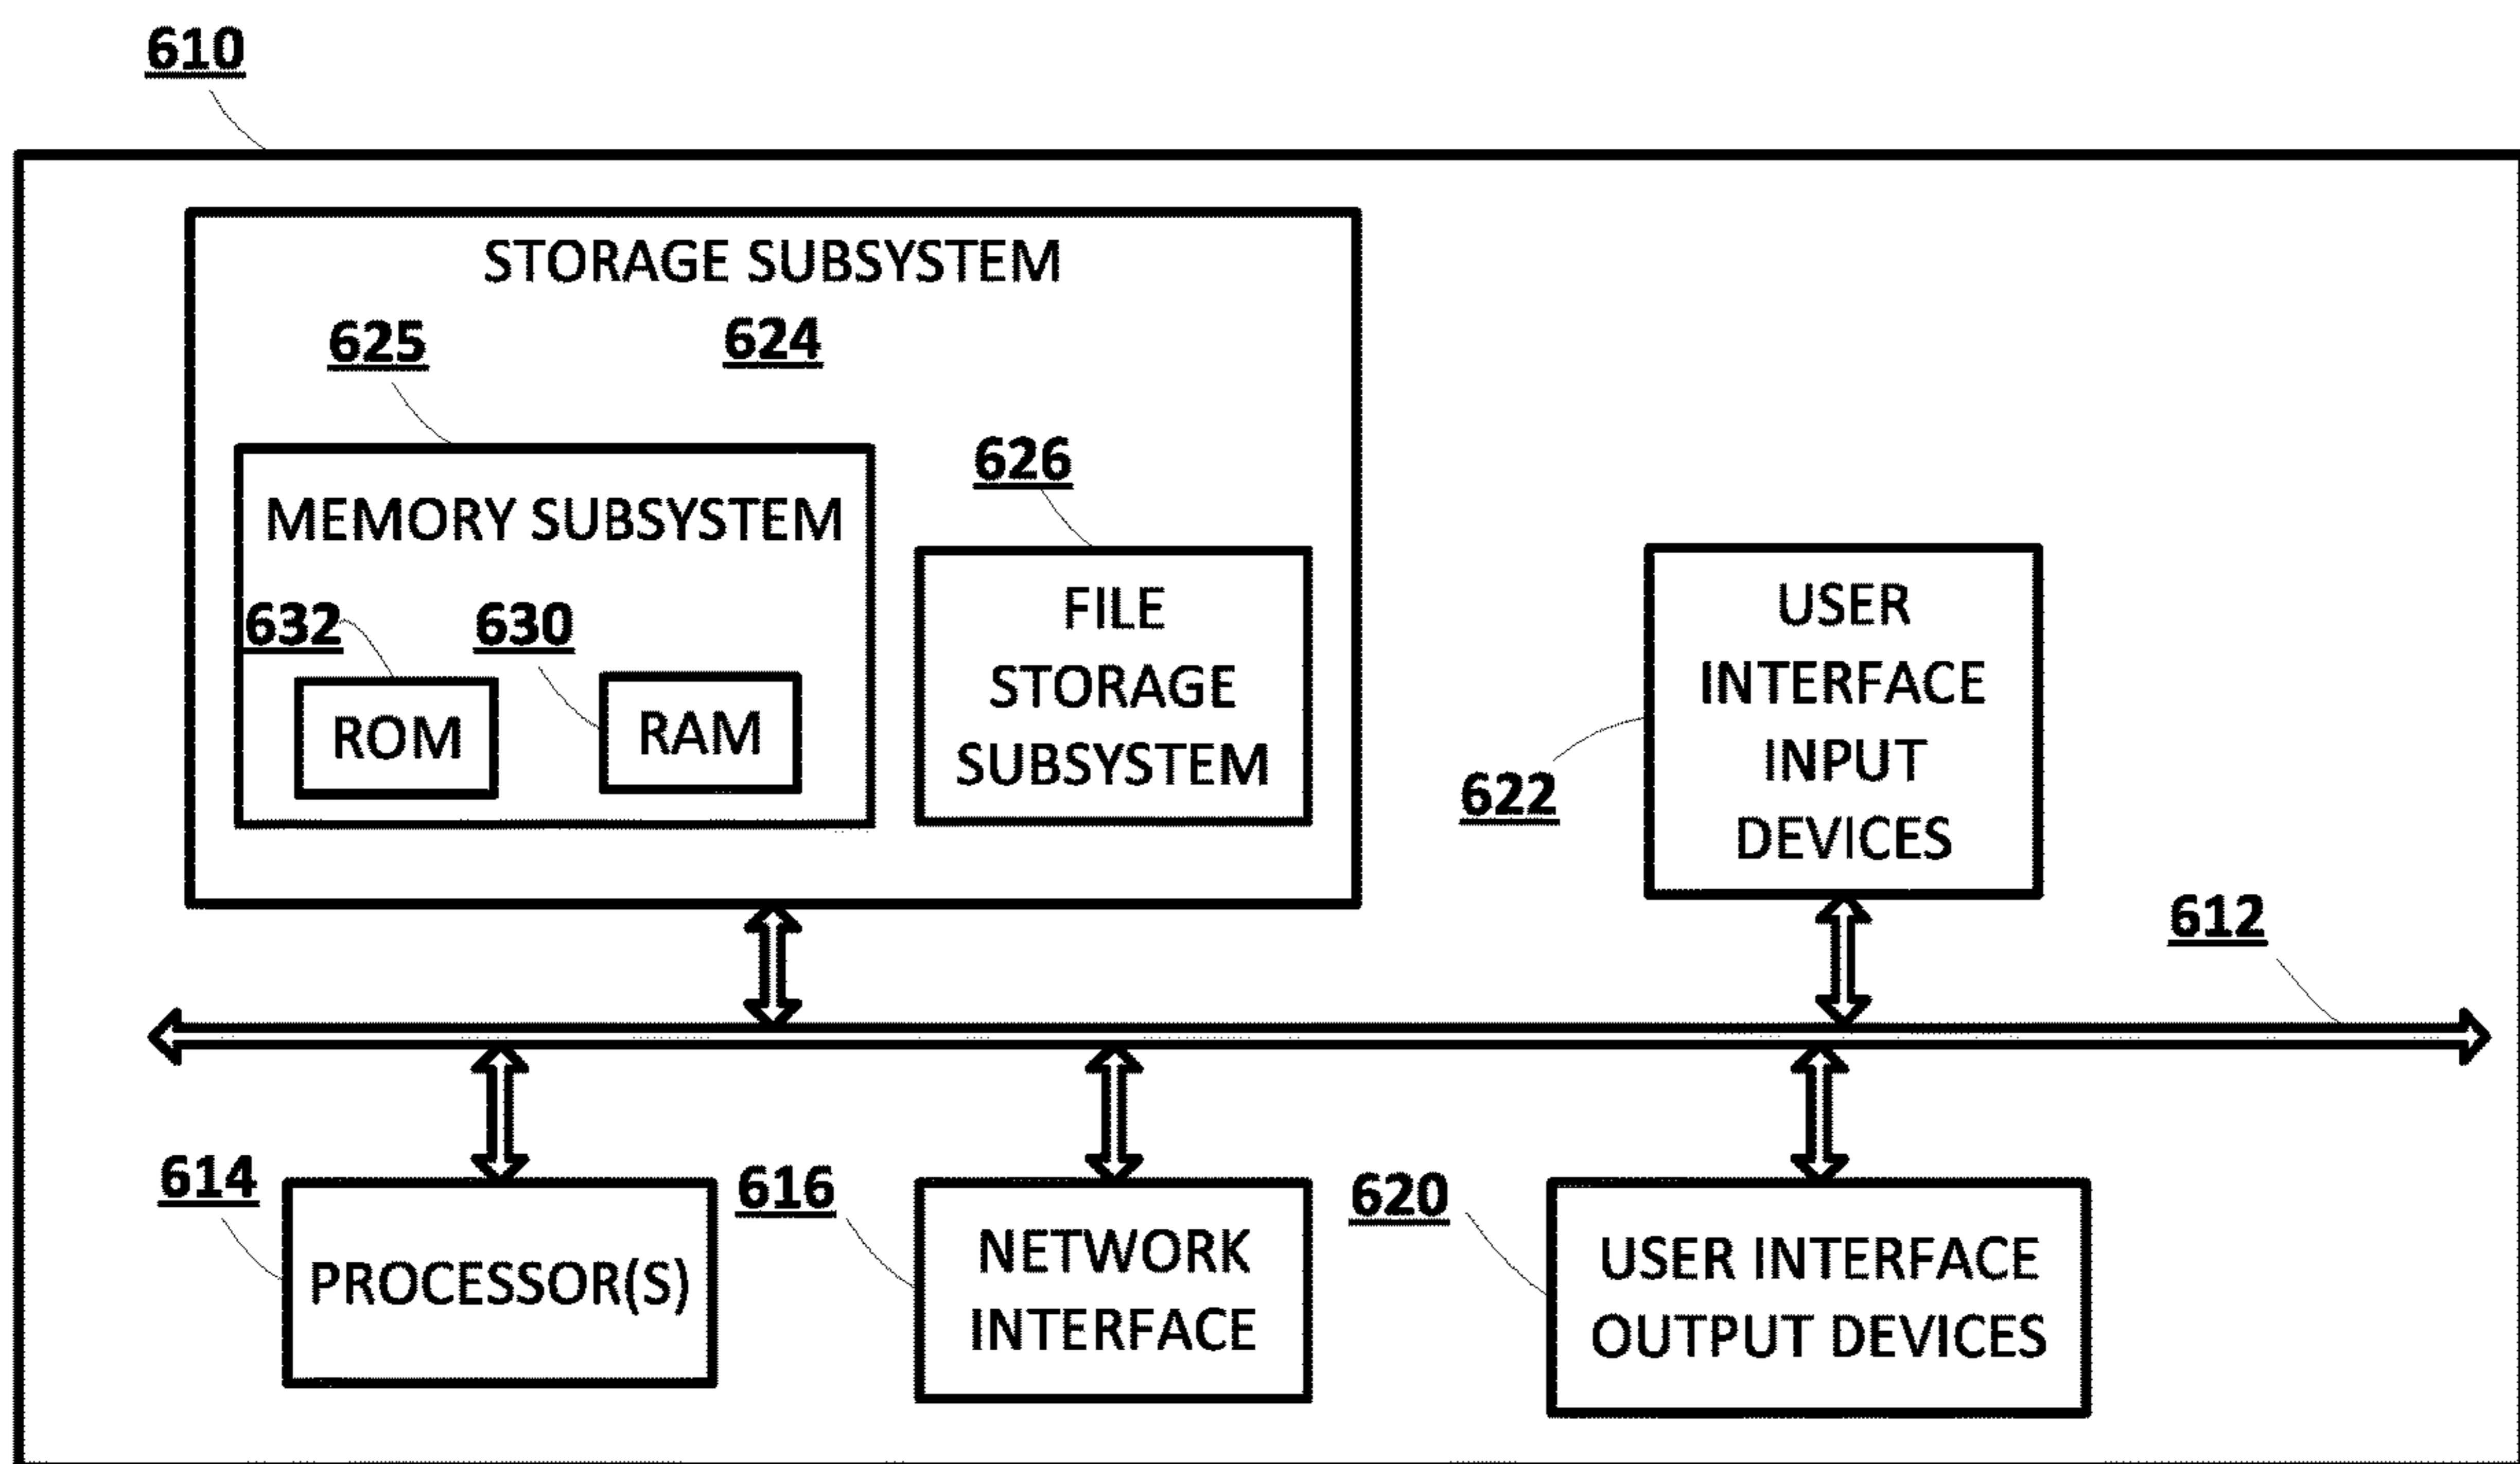 610
STORAGE SUBSYSTEM
624
625
MEMORY SUBSYSTEM
632
ROM
630
RAM
626
FILE
STORAGE
SUBSYSTEM
622
USER
INTERFACE
INPUT
DEVICES
612
614
PROCESSOR(S)
616
NETWORK
INTERFACE
620
USER INTERFACE
OUTPUT DEVICES